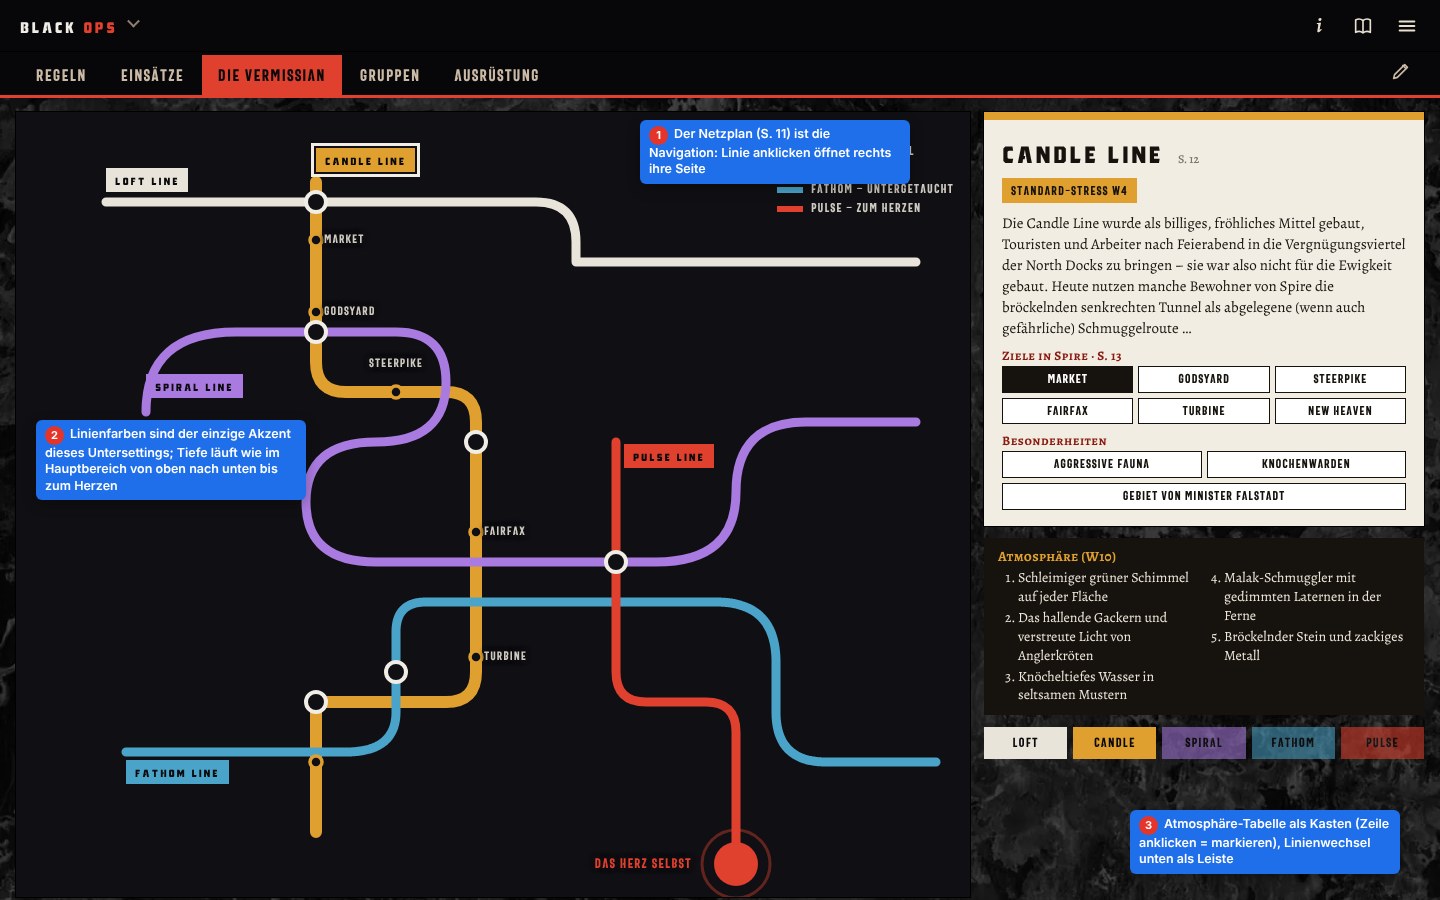 BLACK OPS
REGELN
EINSÄTZE
DIE VERMISSIAN
GRUPPEN
AUSRÜSTUNG
CANDLE LINE
LOFT LINE
MARKET
GODSYARD
STEERPIKE
SPIRAL LINE
PULSE LINE
FAIRFAX
TURBINE
FATHOM LINE
DAS HERZ SELBST
1 Der Netzplan (S. 11) ist die
Navigation: Linie anklicken öffnet rechts
ihre Seite
FATHOM – UNTERGETAUCHT
PULSE – ZUM HERZEN
2 Linienfarben sind der einzige Akzent
dieses Untersettings; Tiefe läuft wie im
Hauptbereich von oben nach unten bis
zum Herzen
CANDLE LINE S. 12
STANDARD-STRESS W4
Die Candle Line wurde als billiges, fröhliches Mittel gebaut,
Touristen und Arbeiter nach Feierabend in die Vergnügungsviertel
der North Docks zu bringen – sie war also nicht für die Ewigkeit
gebaut. Heute nutzen manche Bewohner von Spire die
bröckelnden senkrechten Tunnel als abgelegene (wenn auch
gefährliche) Schmuggelroute ...
ZIELE IN SPIRE · S. 13
MARKET
GODSYARD
STEERPIKE
FAIRFAX
TURBINE
NEW HEAVEN
BESONDERHEITEN
AGGRESSIVE FAUNA
KNOCHENWARDEN
GEBIET VON MINISTER FALSTADT
ATMOSPHÄRE (W10)
1. Schleimiger grüner Schimmel
auf jeder Fläche
2. Das hallende Gackern und
verstreute Licht von
Anglerkröten
3. Knöcheltiefes Wasser in
seltsamen Mustern
4. Malak-Schmuggler mit
gedimmten Laternen in der
Ferne
5. Bröckelnder Stein und zackiges
Metall
LOFT
CANDLE
SPIRAL
FATHOM
PULSE
3 Atmosphäre-Tabelle als Kasten (Zeile
anklicken = markieren), Linienwechsel
unten als Leiste